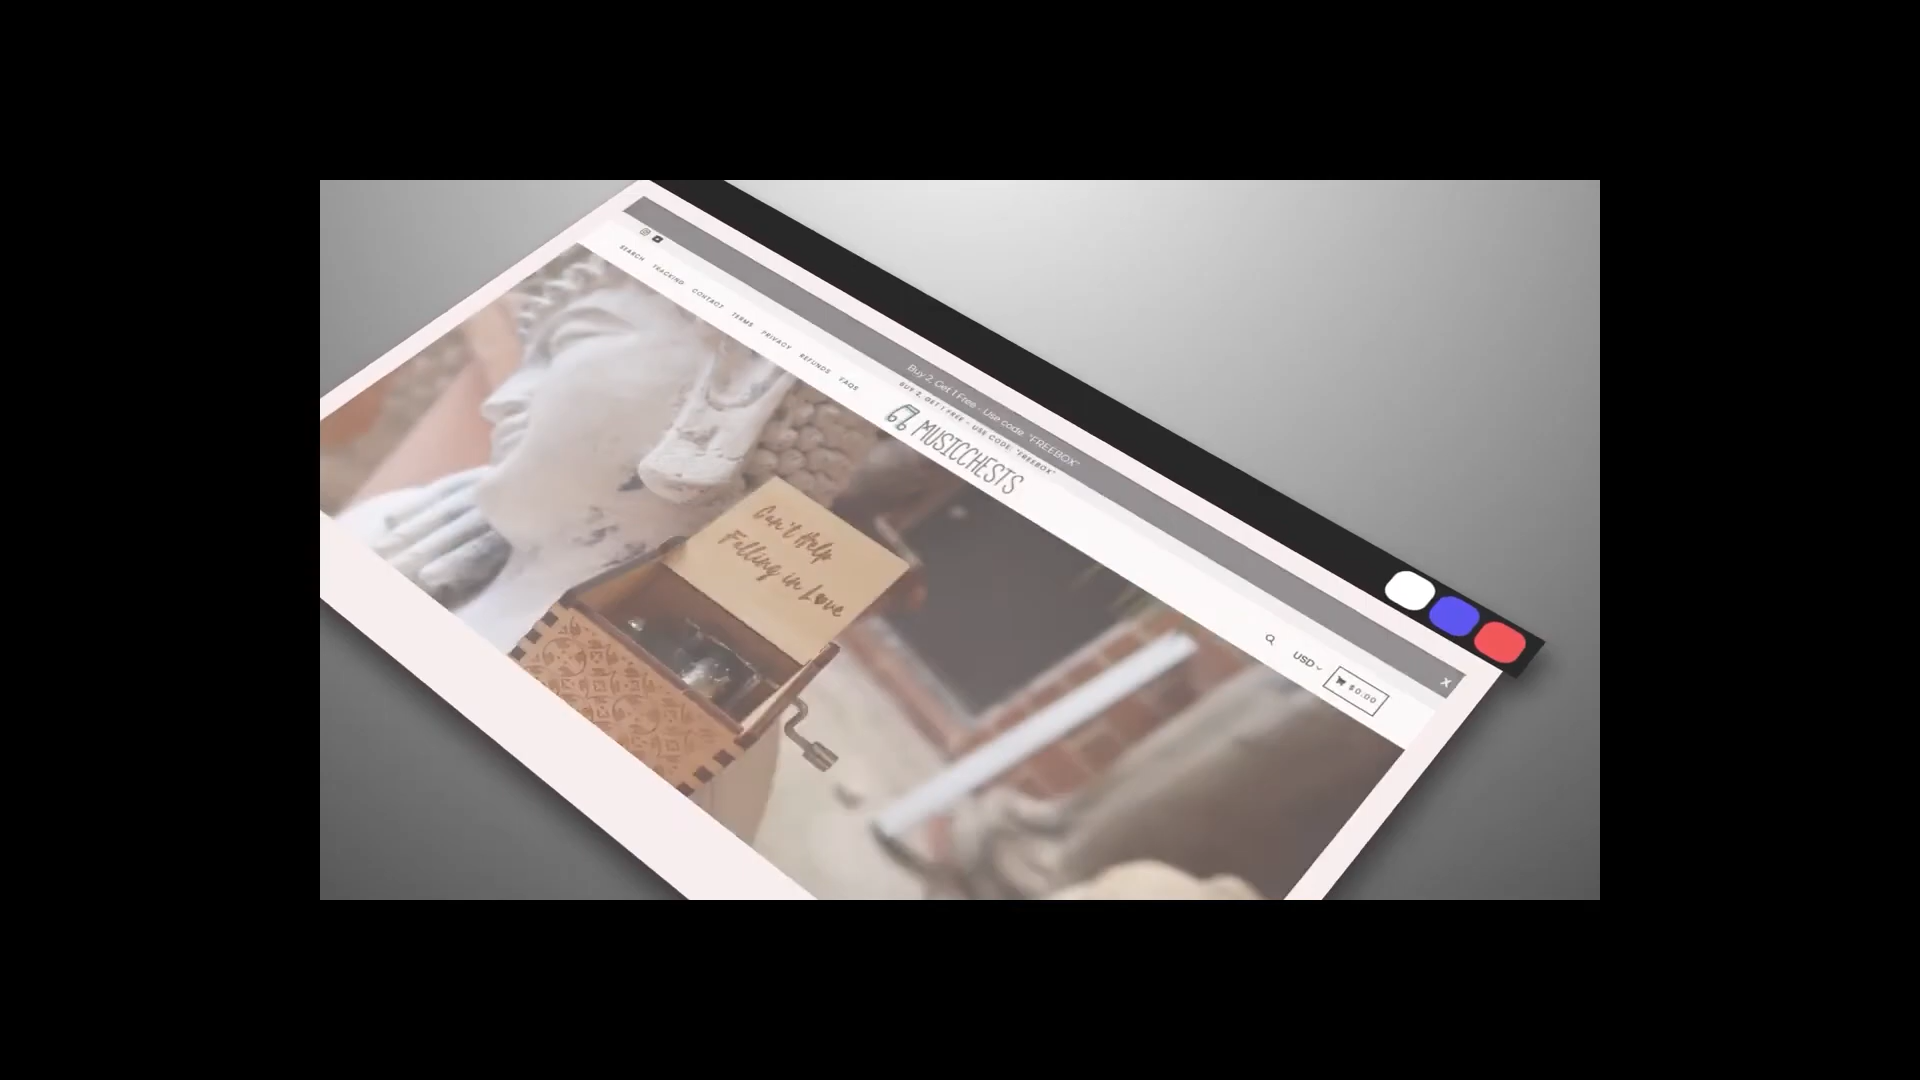 Buy 2, Get 1 Free - Use code "FREEBOX"
X
BUY 2, GET 1 FREE - USE CODE: "FREEBOX"
SEARCH TRACKING CONTACT TERMS PRIVACY REFUNDS FAQS
MUSICCHESTS
USD
$0.00
Can't Help
Falling in Love